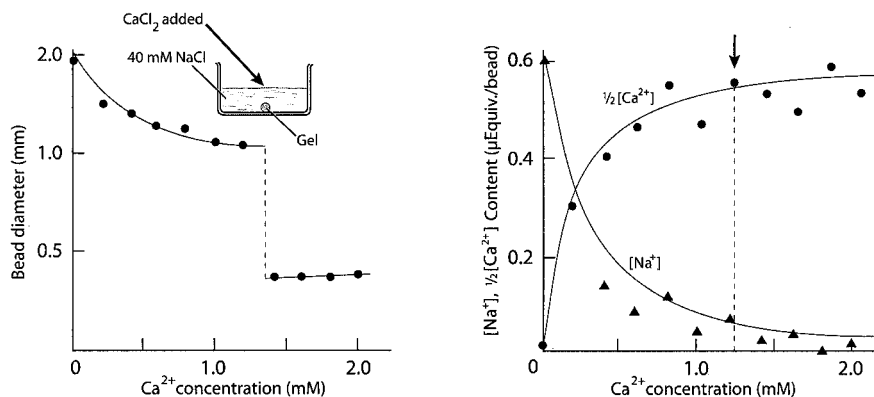 CaCl2 added
40 mM NaCl
Gel
2.0
1.0
0.5
Bead diameter (mm)
0
1.0
2.0
Ca2+concentration (mM)
0.6
0.4
0.2
0
[Na+], ½[Ca2+] Content (µEquiv./bead)
½[Ca2+]
[Na+]
0
1.0
2.0
Ca2+concentration (mM)